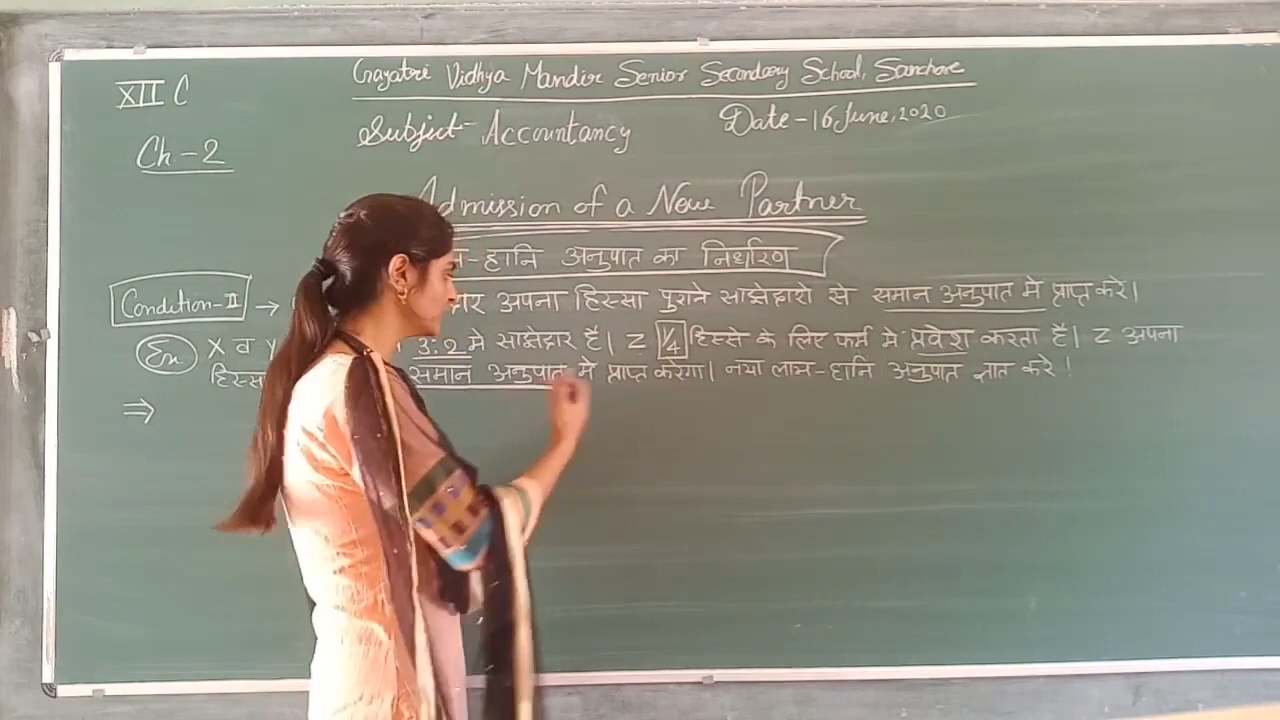 XII C
Gayatri Vidhya Mandir Senior Secondary School, Sanchore
Subject- Accountancy
Date-16 June, 2020
Ch-2
Admission of a New Partner
-हानि अनुपात का निर्धारण
Condition-II → अपना हिस्सा पुराने साझेदारो से समान अनुपात मे प्राप्त करे।
Ex X व Y 3:2 मे साझेदार हैं। Z 1/4 हिस्से के लिए फर्म मे प्रवेश करता हैं। Z अपना
हिस्सा समान अनुपात मे प्राप्त करेगा। नया लाभ-हानि अनुपात ज्ञात करे!
⇒